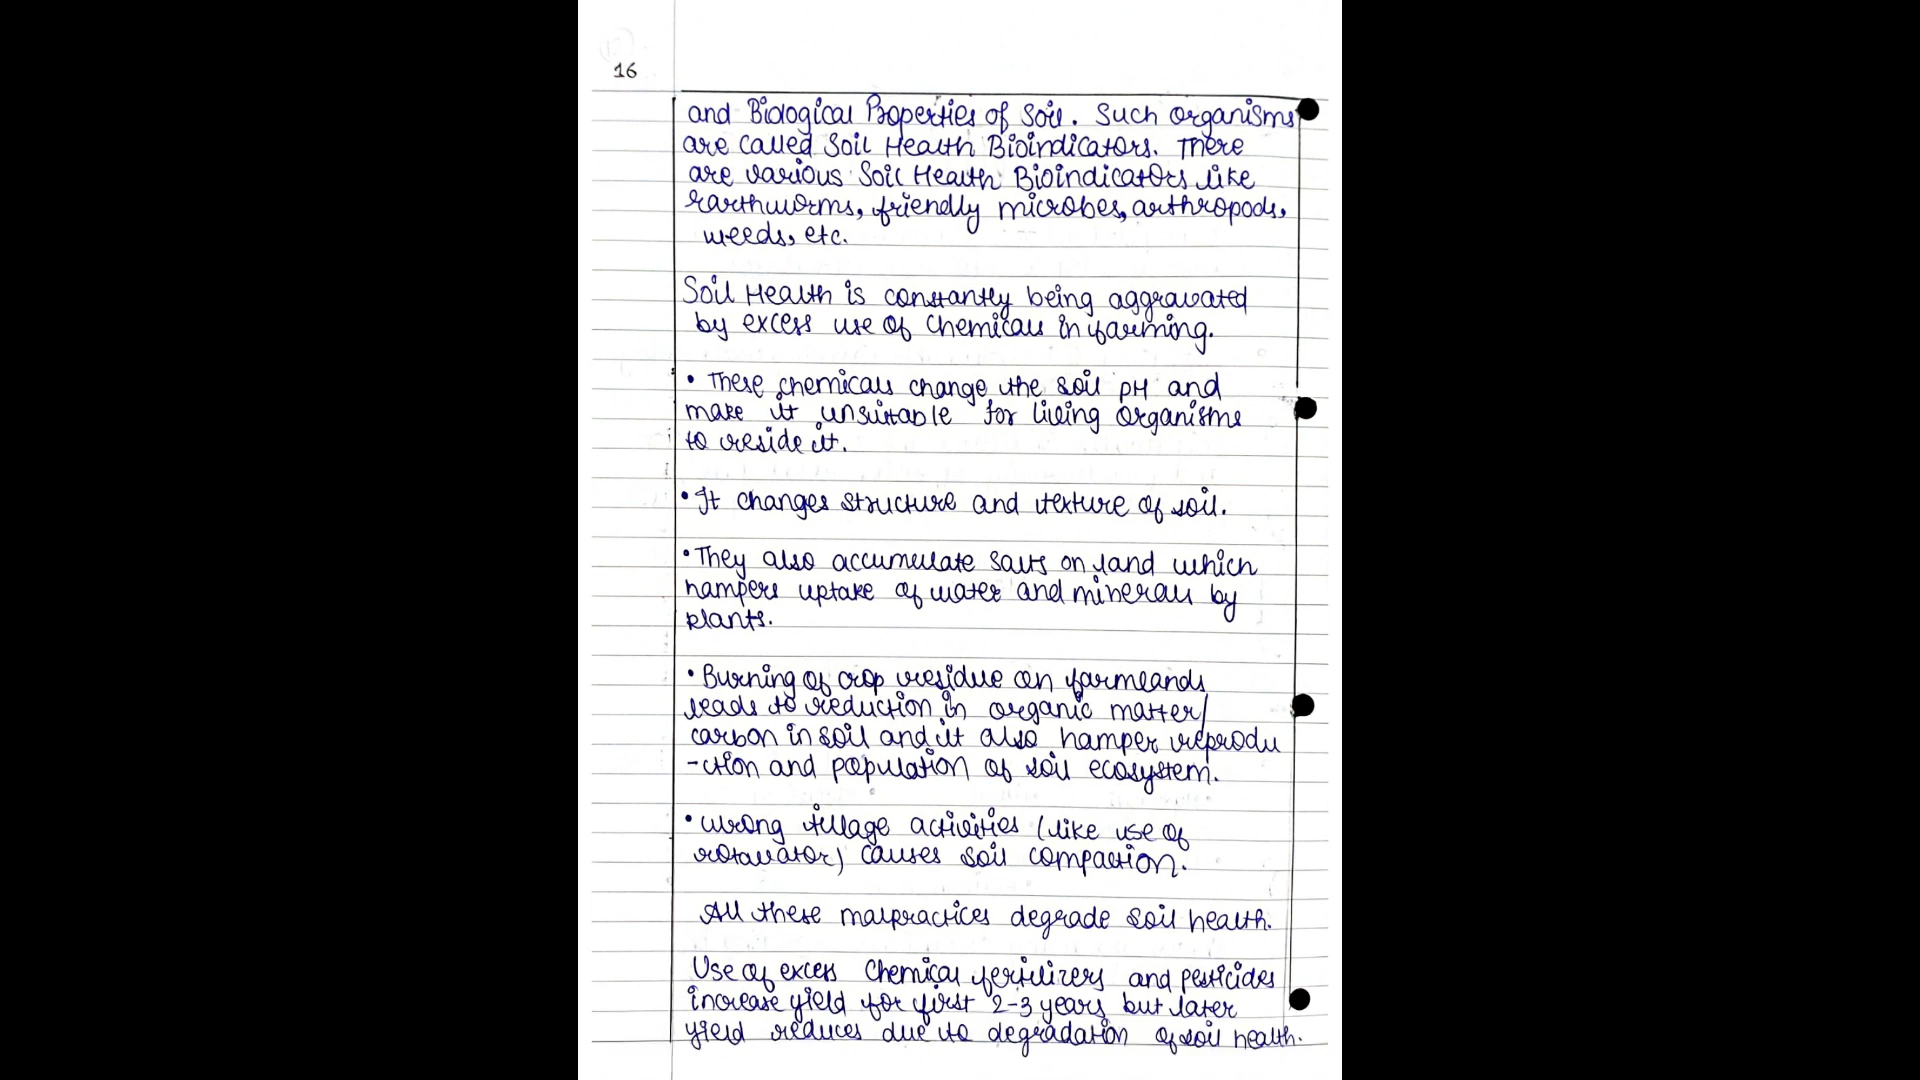 16
and Biological Properties of Soil. Such organisms
are called Soil Health Bioindicators. There
are various Soil Health Bioindicators like
Earthworms, friendly microbes, arthropods,
weeds, etc.
Soil Health is constantly being aggravated
by excess use of chemicals in farming.
• These chemicals change the soil pH and
make it unsuitable for living organisms
to reside it.
• It changes structure and texture of soil.
• They also accumulate salts on land which
hampers uptake of water and minerals by
plants.
• Burning of crop residue on farmlands
leads to reduction in organic matter/
carbon in soil and it also hamper reprodu
-ction and population of soil ecosystem.
• Wrong tillage activities (like use of
rotavator) causes soil compaction.
All these malpractices degrade soil health.
Use of excess chemical fertilizers and pesticides
increase yield for first 2-3 years but later
yield reduces due to degradation of soil health.